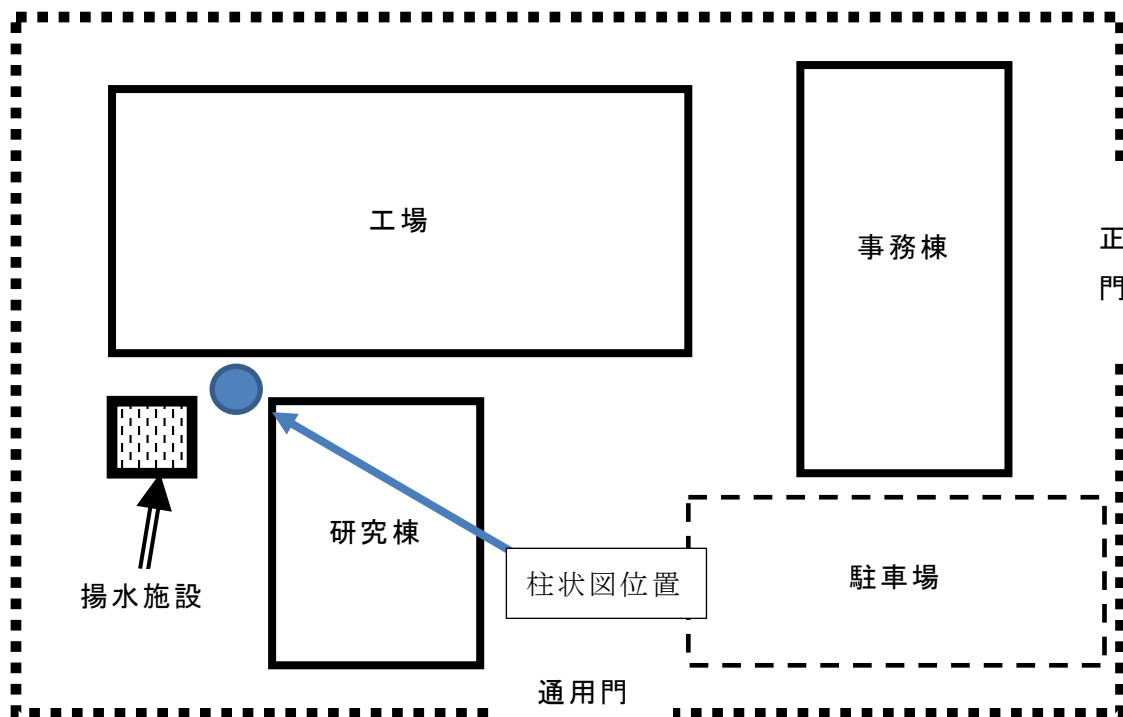 工場
事務棟
正
門
研究棟
柱状図位置
駐車場
揚水施設
通用門